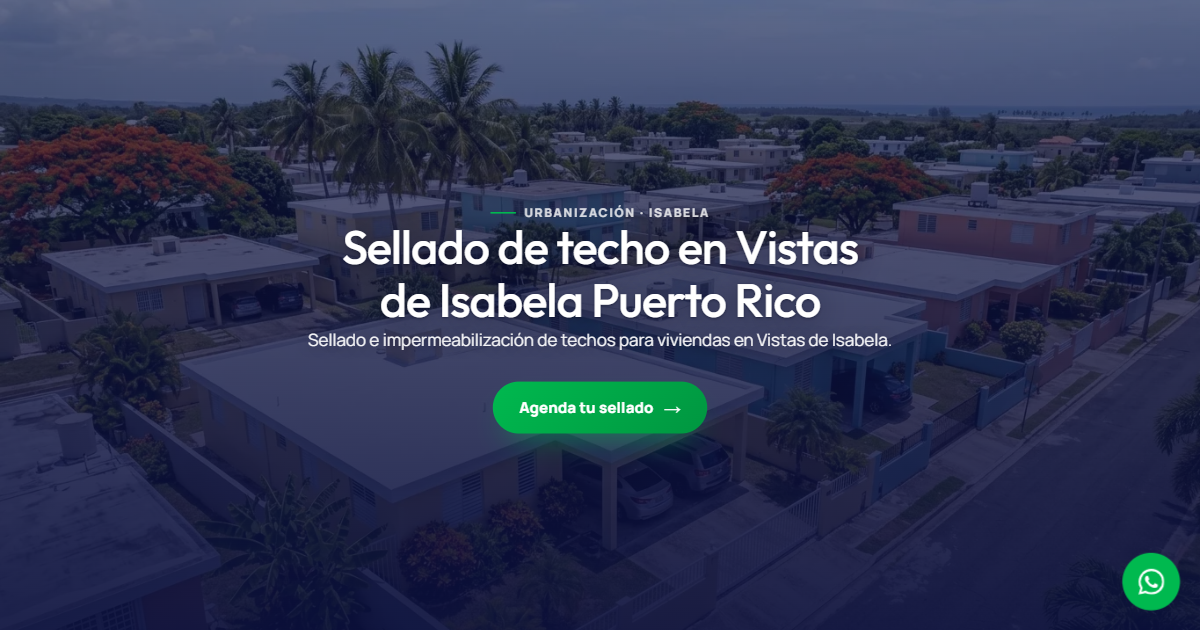 URBANIZACIÓN · ISABELA
Sellado de techo en Vistas
de Isabela Puerto Rico
Sellado e impermeabilización de techos para viviendas en Vistas de Isabela.
Agenda tu sellado →